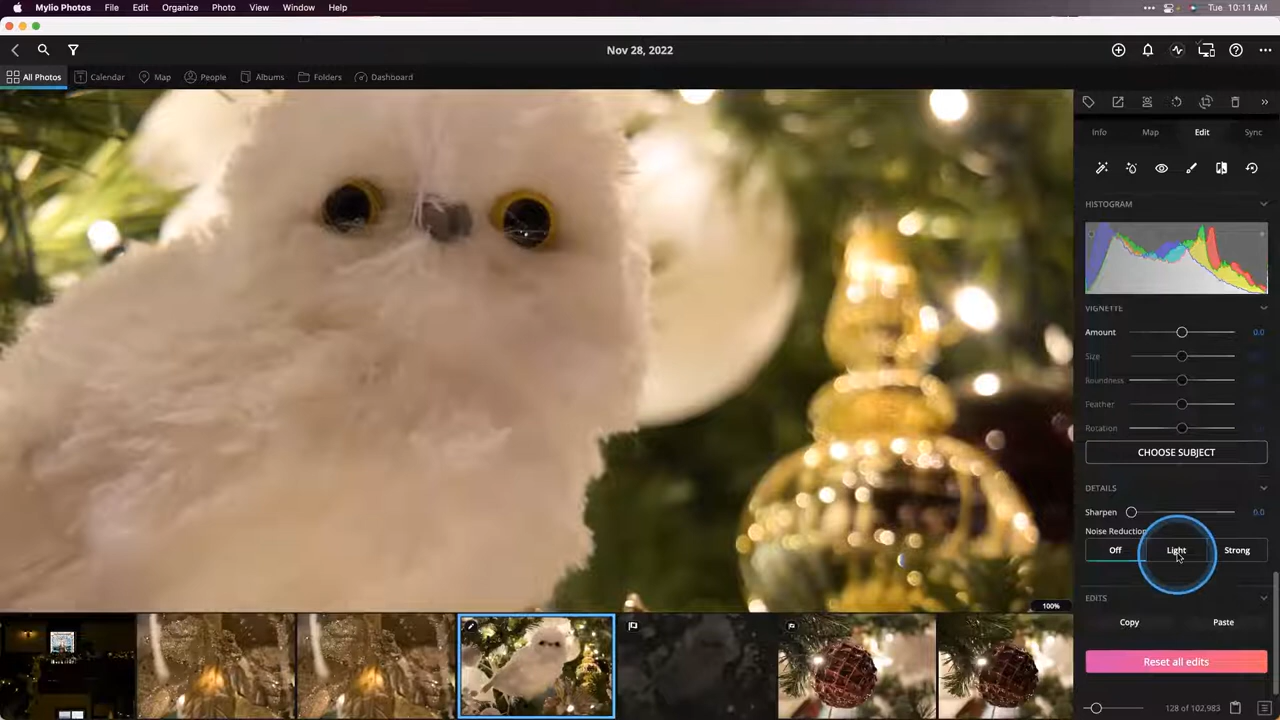 Mylio Photos File Edit Organize Photo View Window Help Tue 10:11 AM
Nov 28, 2022
All Photos Calendar Map People Albums Folders Dashboard
Info Map Edit Sync
HISTOGRAM
VIGNETTE
Amount 0.0
Size
Roundness
Feather
Rotation
CHOOSE SUBJECT
DETAILS
Sharpen 0.0
Noise Reduction
Off Light Strong
EDITS
100%
Copy Paste
Reset all edits
128 of 102,983